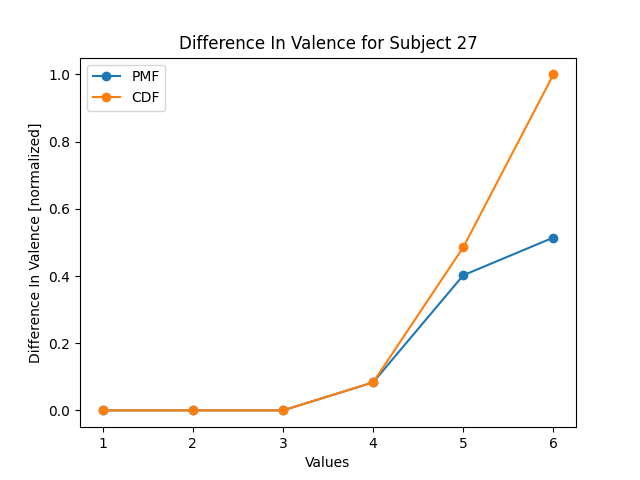 Difference In Valence for Subject 27
PMF
CDF
Difference In Valence [normalized]
1.0
0.8
0.6
0.4
0.2
0.0
1 2 3 4 5 6
Values